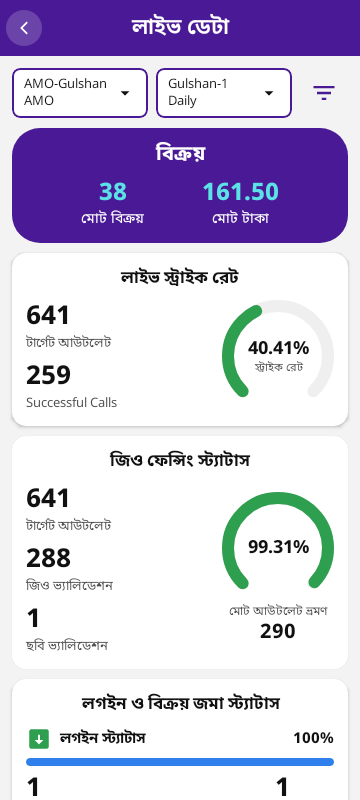 লাইভ ডেটা
AMO-Gulshan
AMO
Gulshan-1
Daily
বিক্রয়
38
161.50
মোট বিক্রয়
মোট টাকা
লাইভ স্ট্রাইক রেট
641
টার্গেট আউটলেট
259
Successful Calls
40.41%
স্ট্রাইক রেট
জিও ফেন্সিং স্ট্যাটাস
641
টার্গেট আউটলেট
288
জিও ভ্যালিডেশন
1
ছবি ভ্যালিডেশন
99.31%
মোট আউটলেট ভ্রমণ
290
লগইন ও বিক্রয় জমা স্ট্যাটাস
লগইন স্ট্যাটাস 100%
1 1